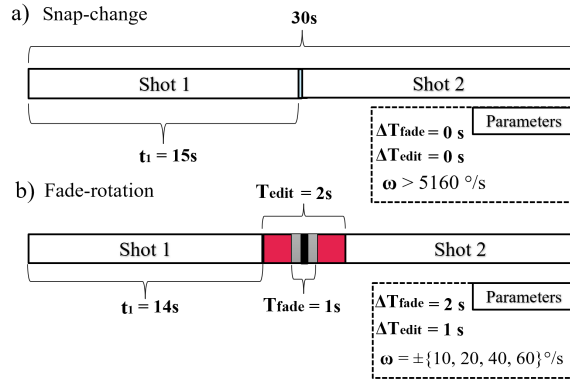 a) Snap-change
30s
Shot 1
Shot 2
t1 = 15s
Parameters
ΔTfade = 0 s
ΔTedit = 0 s
ω > 5160 °/s
b) Fade-rotation
Tedit = 2s
Shot 1
Shot 2
t1 = 14s
Tfade = 1s
Parameters
ΔTfade = 2 s
ΔTedit = 1 s
ω = ±{10, 20, 40, 60}°/s